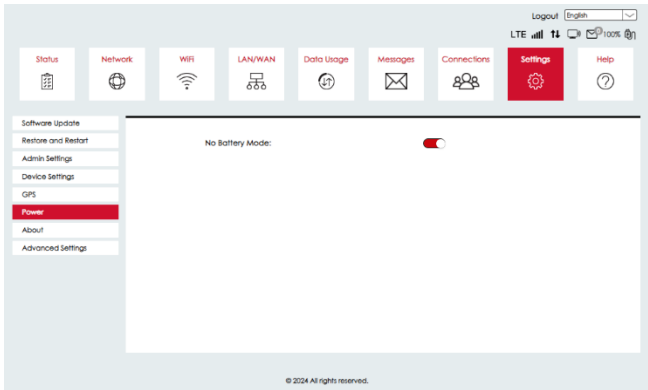 Logout English
LTE 100%
Status Network WiFi LAN/WAN Data Usage Messages Connections Settings Help
Software Update
Restore and Restart
Admin Settings
Device Settings
GPS
Power
About
Advanced Settings
No Battery Mode:
© 2024 All rights reserved.